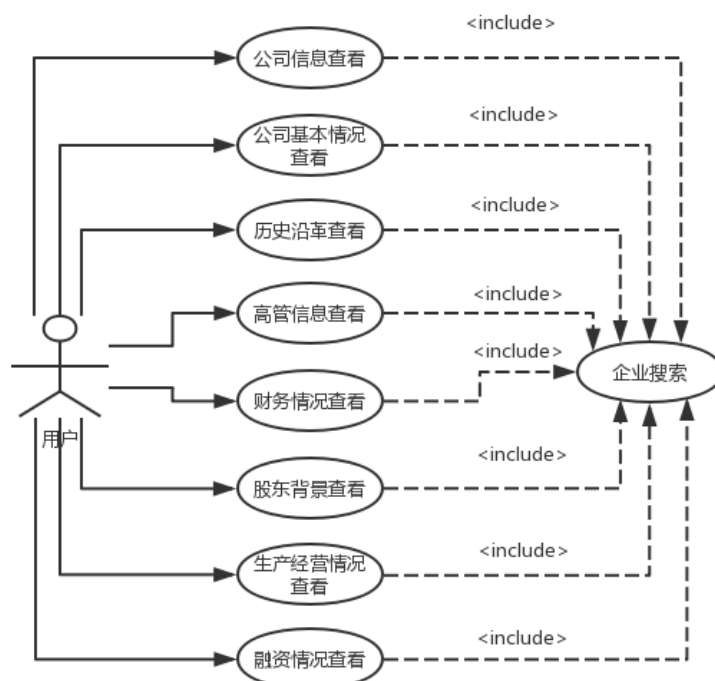 <include>
公司信息查看
<include>
公司基本情况
查看
<include>
历史沿革查看
<include>
高管信息查看
<include>
企业搜索
财务情况查看
用户
<include>
股东背景查看
<include>
生产经营情况
查看
<include>
融资情况查看